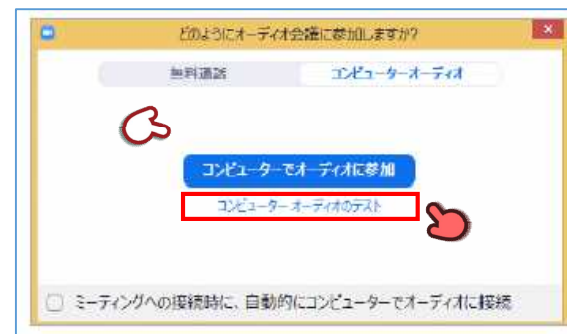 どのようにオーディオ会議に参加しますか?
無料通話
コンピューターオーディオ
コンピューターでオーディオに参加
コンピューター オーディオのテスト
ミーティングへの接続時に、自動的にコンピューターでオーディオに接続